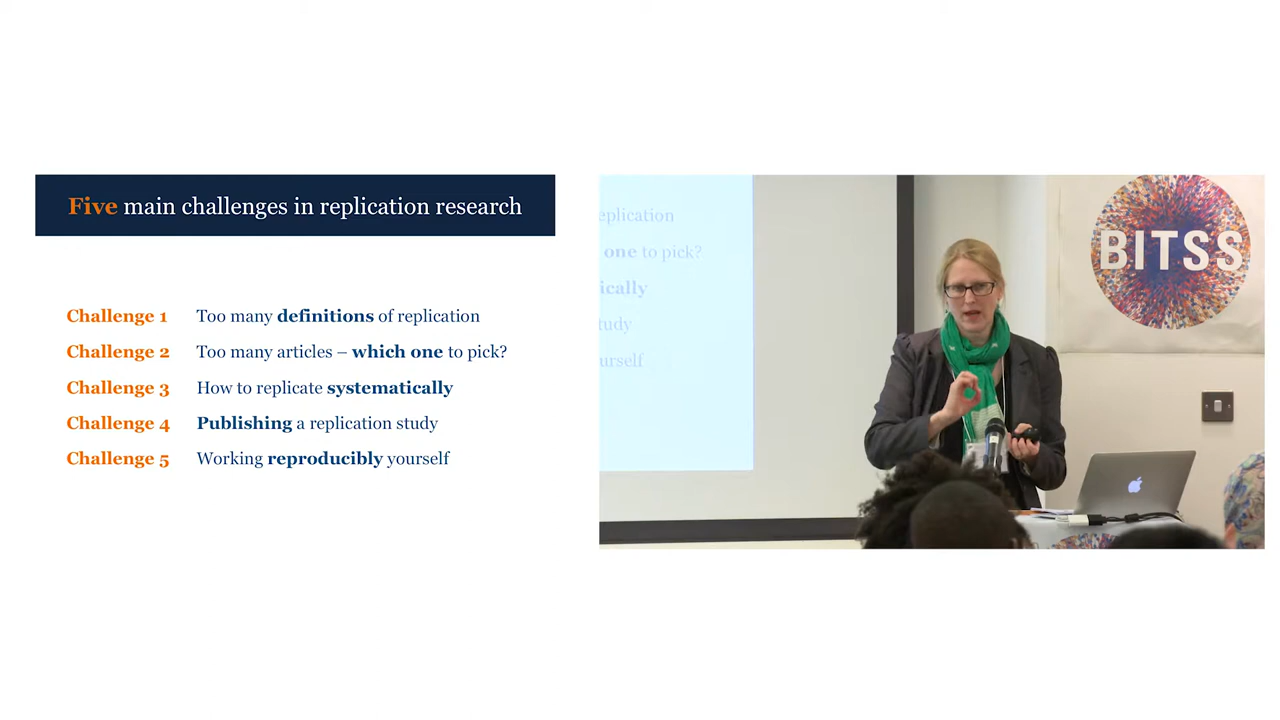 Five main challenges in replication research
Challenge 1 Too many definitions of replication
Challenge 2 Too many articles – which one to pick?
Challenge 3 How to replicate systematically
Challenge 4 Publishing a replication study
Challenge 5 Working reproducibly yourself
eplication
one to pick?
ically
tudy
urself
BITSS